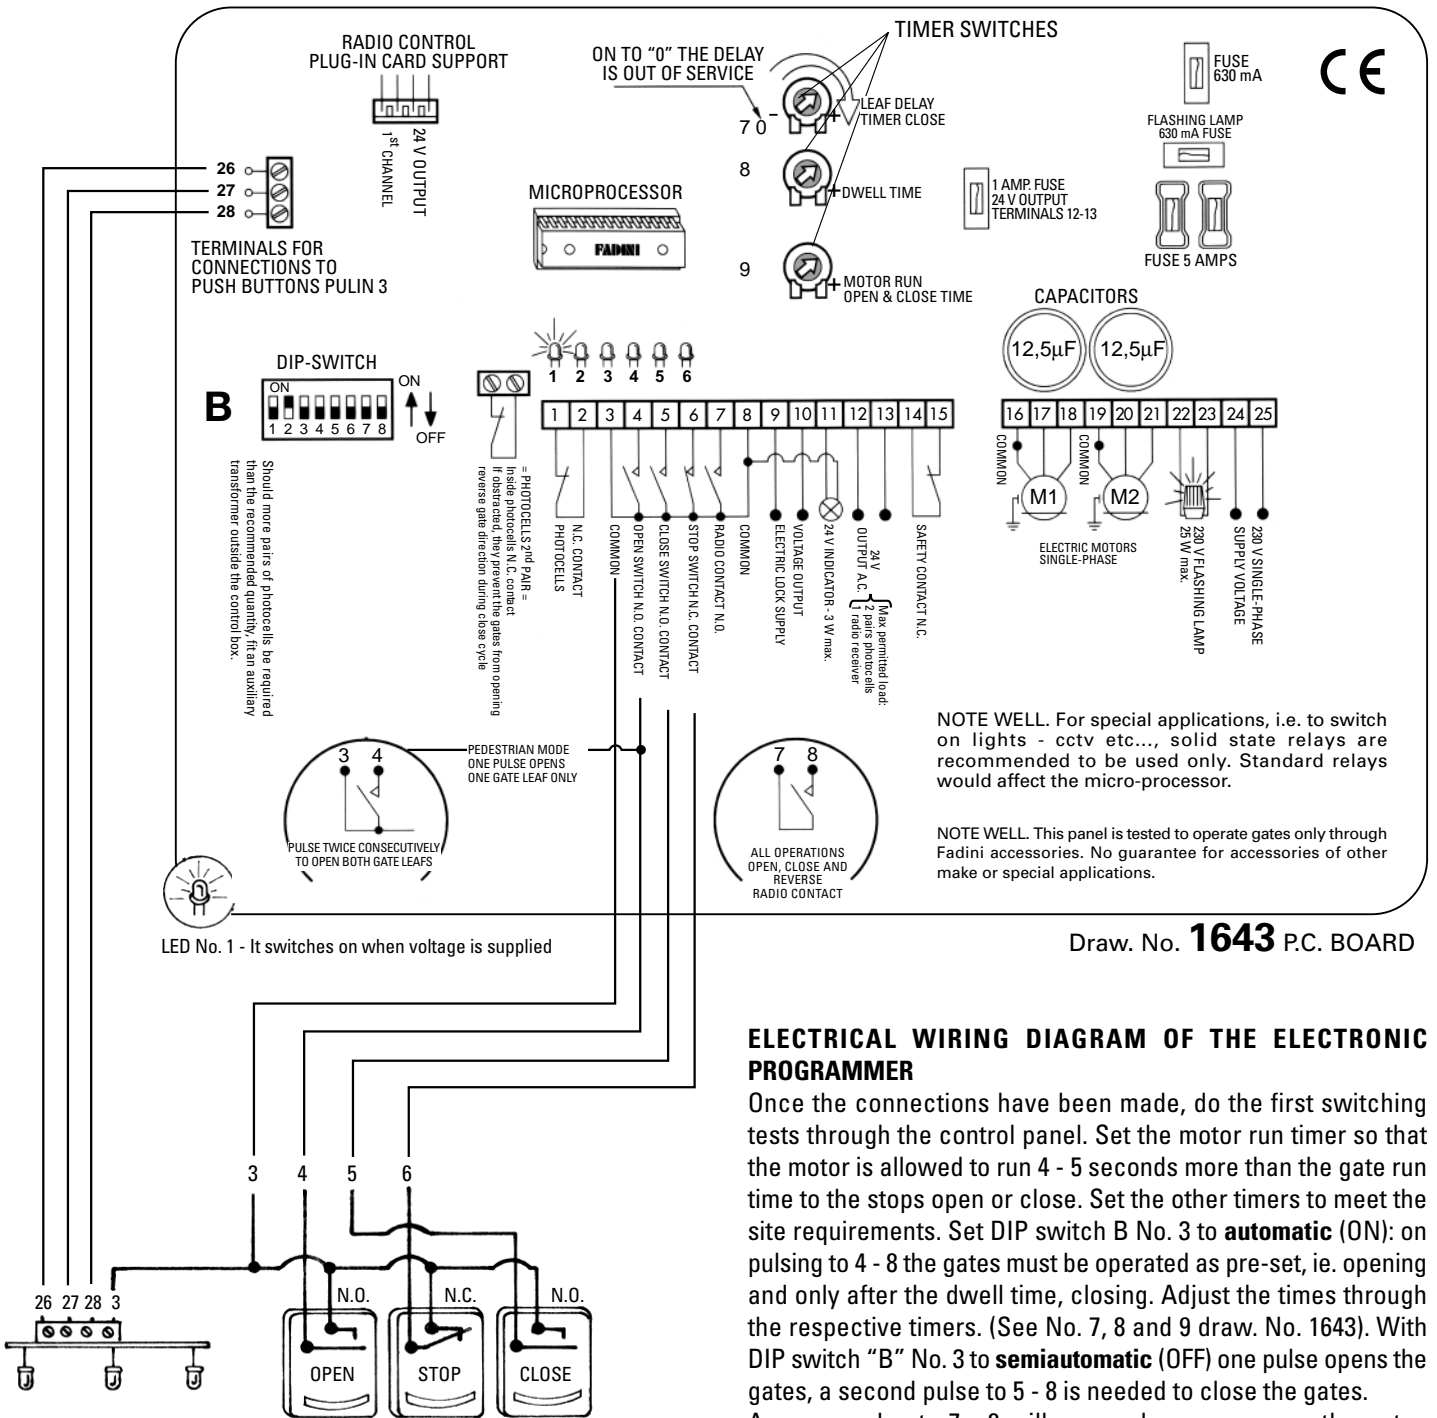 RADIO CONTROL
PLUG-IN CARD SUPPORT
1st CHANNEL
24 V OUTPUT
ON TO “0” THE DELAY
IS OUT OF SERVICE
TIMER SWITCHES
7 0 - +
LEAF DELAY
TIMER CLOSE
8
+ DWELL TIME
9
+ MOTOR RUN
OPEN & CLOSE TIME
FUSE
630 mA
CE
FLASHING LAMP
630 mA FUSE
1 AMP. FUSE
24 V OUTPUT
TERMINALS 12-13
FUSE 5 AMPS
26
27
28
TERMINALS FOR
CONNECTIONS TO
PUSH BUTTONS PULIN 3
MICROPROCESSOR
FADINI
CAPACITORS
12,5µF 12,5µF
DIP-SWITCH
B
ON
1 2 3 4 5 6 7 8
ON
OFF
1 2 3 4 5 6
1 2 3 4 5 6 7 8 9 10 11 12 13 14 15
16 17 18 19 20 21 22 23 24 25
Should more pairs of photocells be required
than the recommended quantity, fit an auxiliary
transformer outside the control box.
= PHOTOCELLS 2nd PAIR =
Inside photocells N.C. contact
If obstracted, they prevent the gates from opening
reverse gate direction during close cycle
N.C. CONTACT
PHOTOCELLS
COMMON
OPEN SWITCH N.O. CONTACT
CLOSE SWITCH N.O. CONTACT
STOP SWITCH N.C. CONTACT
RADIO CONTACT N.O.
COMMON
VOLTAGE OUTPUT
ELECTRIC LOCK SUPPLY
24 V INDICATOR - 3 W max.
24 V
OUTPUT A.C.
Max permitted load:
2 pairs photocells
1 radio receiver
SAFETY CONTACT N.C.
COMMON
M1
COMMON
M2
ELECTRIC MOTORS
SINGLE-PHASE
230 V FLASHING LAMP
25 W max.
230 V SINGLE-PHASE
SUPPLY VOLTAGE
3 4
PULSE TWICE CONSECUTIVELY
TO OPEN BOTH GATE LEAFS
PEDESTRIAN MODE
ONE PULSE OPENS
ONE GATE LEAF ONLY
7 8
ALL OPERATIONS
OPEN, CLOSE AND
REVERSE
RADIO CONTACT
NOTE WELL. For special applications, i.e. to switch
on lights - cctv etc..., solid state relays are
recommended to be used only. Standard relays
would affect the micro-processor.
NOTE WELL. This panel is tested to operate gates only through
Fadini accessories. No guarantee for accessories of other
make or special applications.
LED No. 1 - It switches on when voltage is supplied
Draw. No. 1643 P.C. BOARD
3 4 5 6
26 27 28 3
N.O. N.C. N.O.
OPEN STOP CLOSE
ELECTRICAL WIRING DIAGRAM OF THE ELECTRONIC
PROGRAMMER
Once the connections have been made, do the first switching
tests through the control panel. Set the motor run timer so that
the motor is allowed to run 4 - 5 seconds more than the gate run
time to the stops open or close. Set the other timers to meet the
site requirements. Set DIP switch B No. 3 to automatic (ON): on
pulsing to 4 - 8 the gates must be operated as pre-set, ie. opening
and only after the dwell time, closing. Adjust the times through
the respective timers. (See No. 7, 8 and 9 draw. No. 1643). With
DIP switch “B” No. 3 to semiautomatic (OFF) one pulse opens the
gates, a second pulse to 5 - 8 is needed to close the gates.